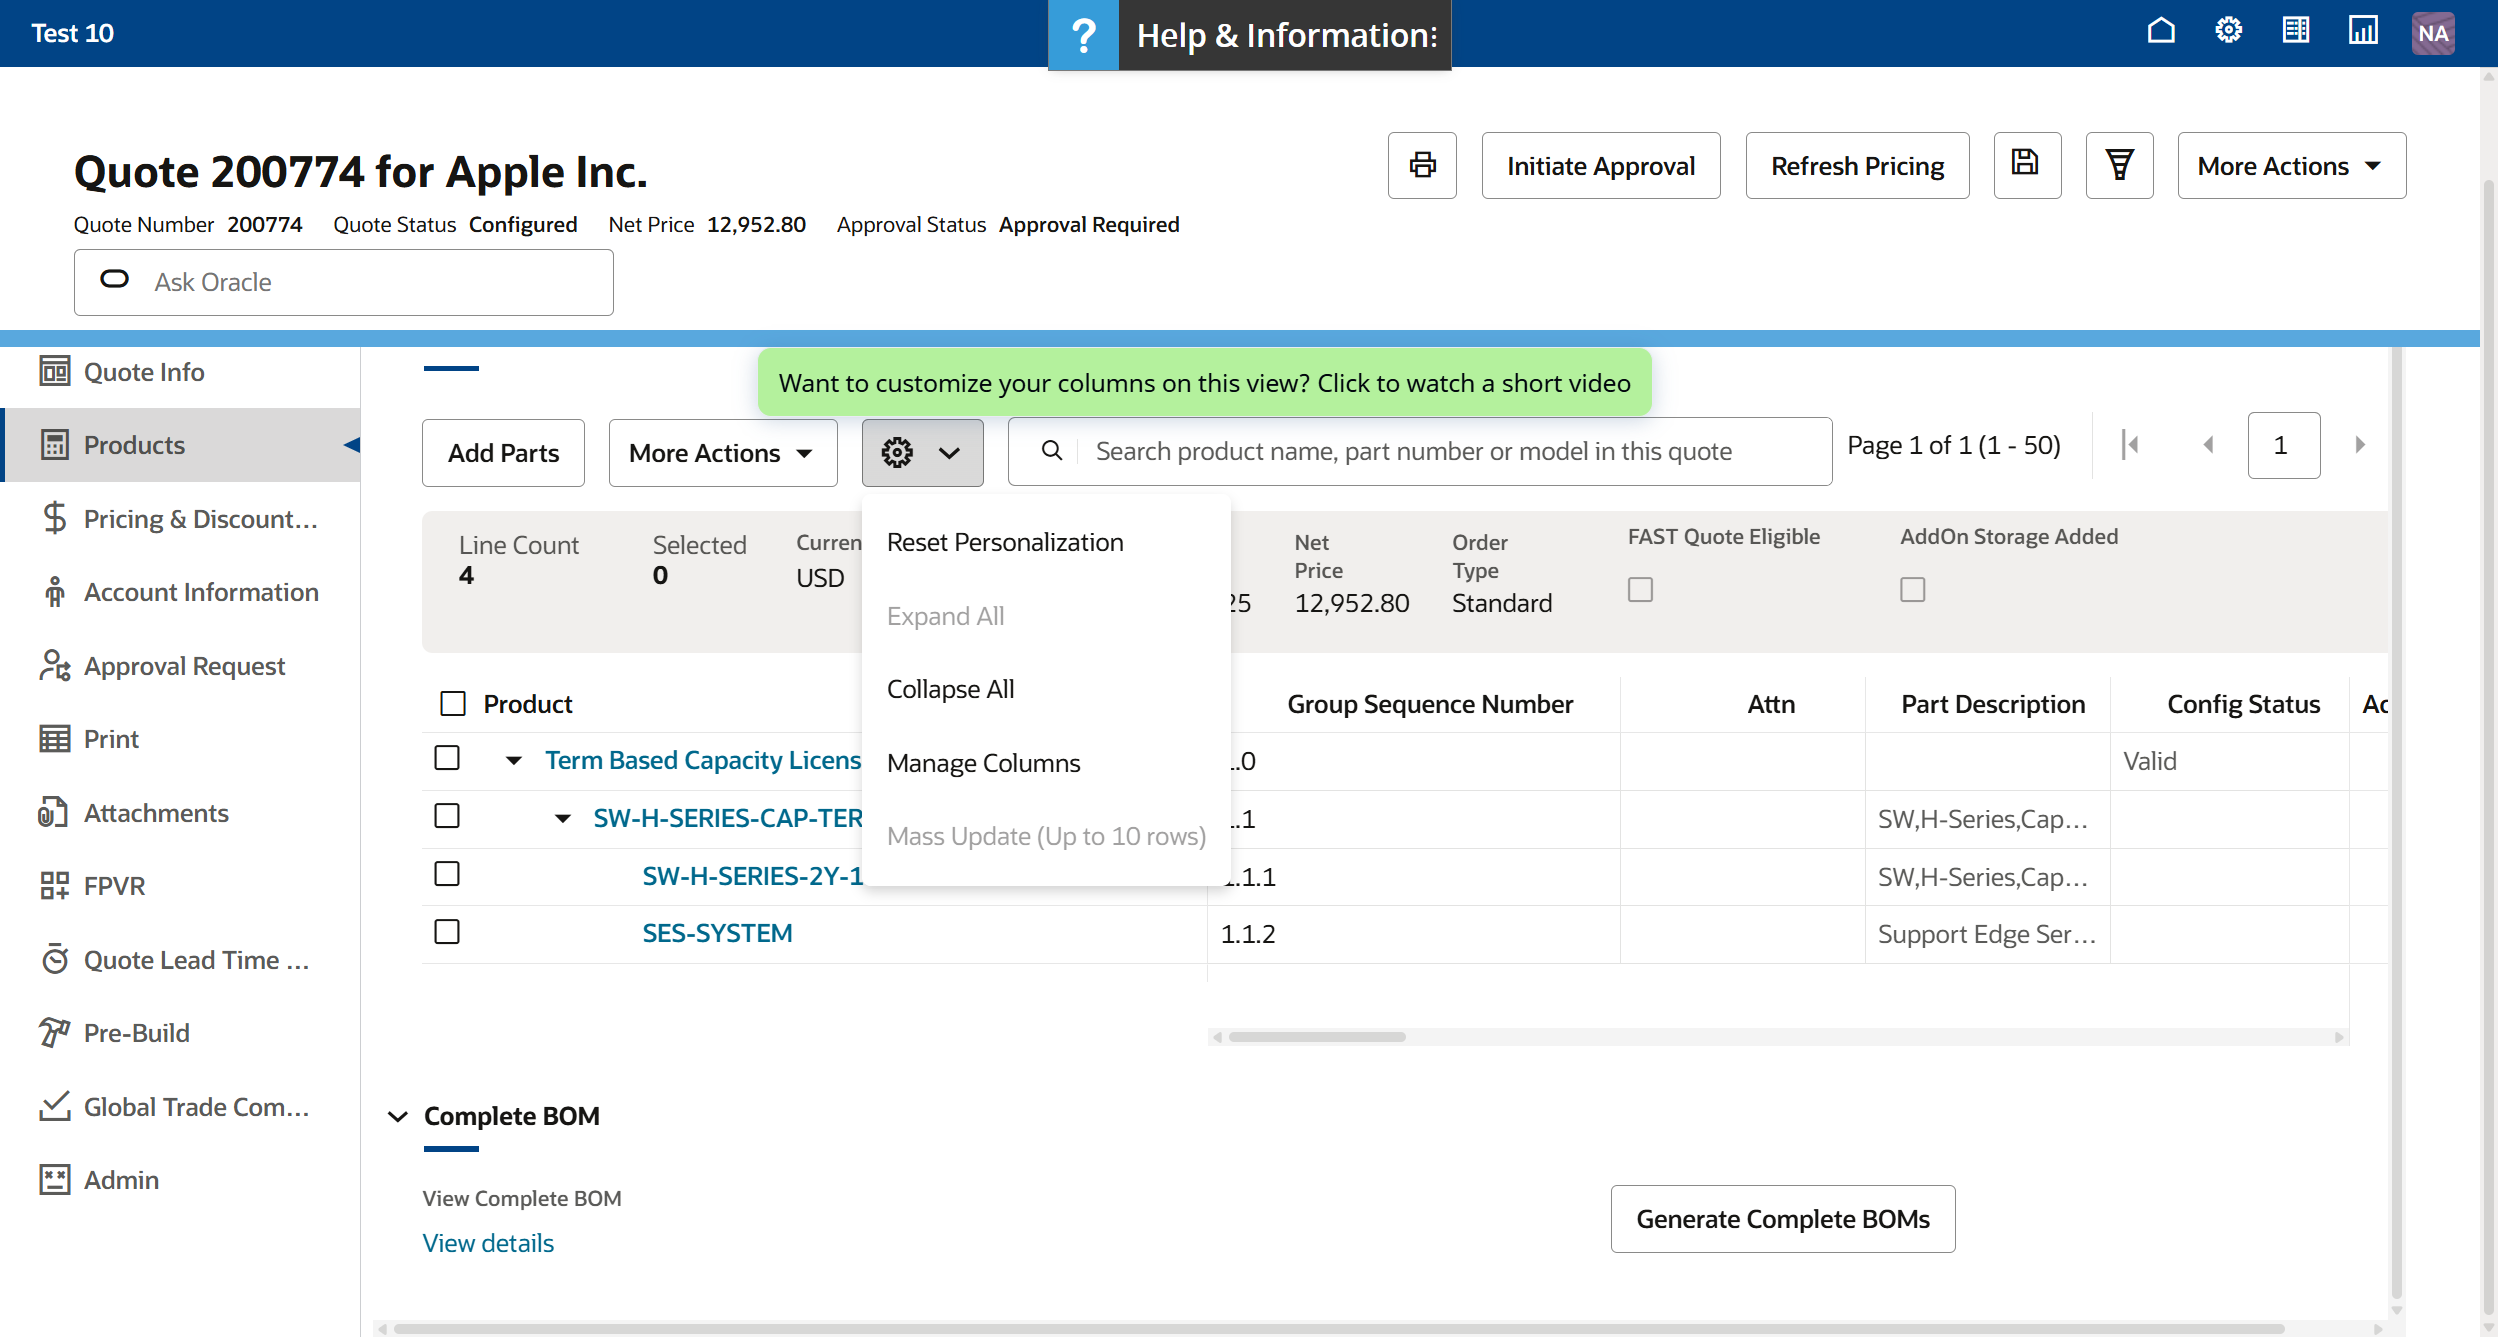 Test 10
? Help & Information
NA
Quote 200774 for Apple Inc.
Initiate Approval
Refresh Pricing
More Actions
Quote Number 200774 Quote Status Configured Net Price 12,952.80 Approval Status Approval Required
Ask Oracle
Quote Info
Products
Pricing & Discount...
Account Information
Approval Request
Print
Attachments
FPVR
Quote Lead Time ...
Pre-Build
Global Trade Com...
Admin
Want to customize your columns on this view? Click to watch a short video
Add Parts
More Actions
Search product name, part number or model in this quote
Page 1 of 1 (1 - 50)
1
Line Count
4
Selected
0
Curren
USD
25
Net
Price
12,952.80
Order
Type
Standard
FAST Quote Eligible
AddOn Storage Added
Reset Personalization
Expand All
Collapse All
Manage Columns
Mass Update (Up to 10 rows)
Product Group Sequence Number Attn Part Description Config Status Ac
Term Based Capacity Licens .0 Valid
SW-H-SERIES-CAP-TER .1 SW,H-Series,Cap...
SW-H-SERIES-2Y-1 1.1.1 SW,H-Series,Cap...
SES-SYSTEM 1.1.2 Support Edge Ser...
Complete BOM
View Complete BOM
View details
Generate Complete BOMs